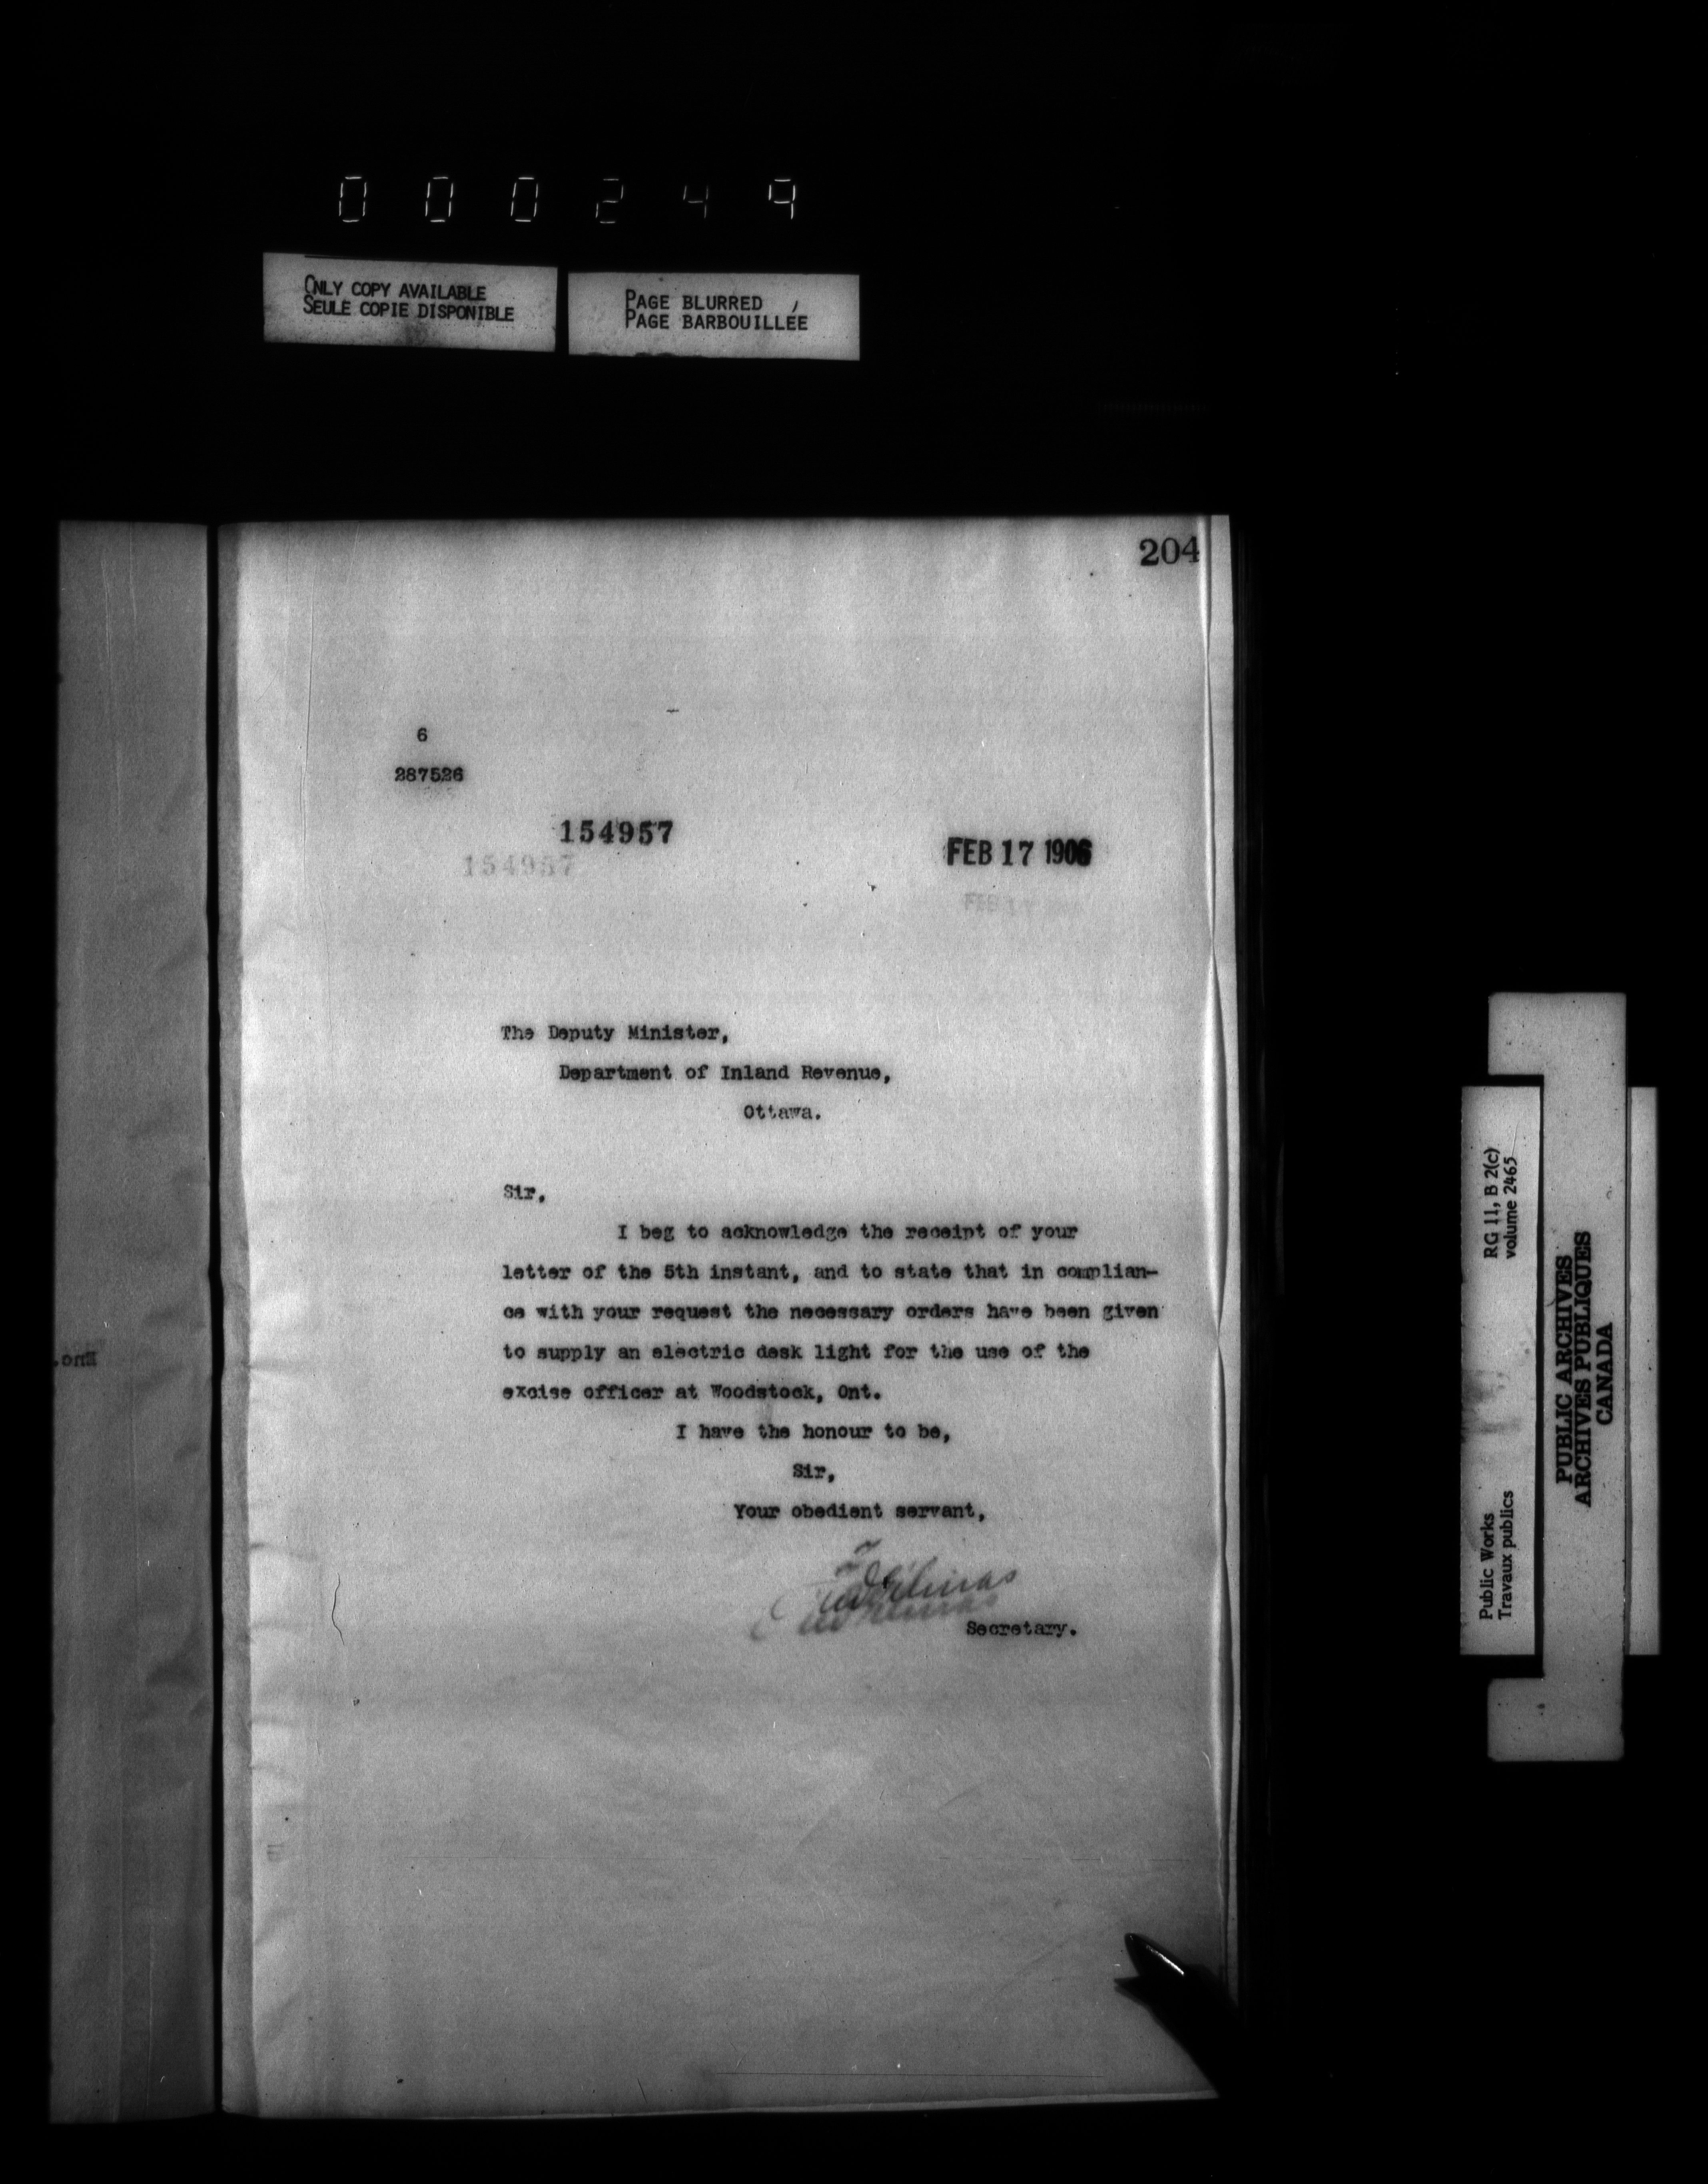 000249
ONLY COPY AVAILABLE
SEULE COPIE DISPONIBLE
PAGE BLURRED
PAGE BARBOUILLÉE
204
6
287526
154957
154957
FEB 17 1906
FEB 17
The Deputy Minister,
Department of Inland Revenue,
Ottawa.
Sir,
I beg to acknowledge the receipt of your
letter of the 5th instant, and to state that in complian-
ce with your request the necessary orders have been given
to supply an electric desk light for the use of the
excise officer at Woodstock, Ont.
I have the honour to be,
Sir,
Your obedient servant,
Secretary.
Enc.
RG 11, B 2(c)
volume 2465
Public Works
Travaux publics
PUBLIC ARCHIVES
ARCHIVES PUBLIQUES
CANADA